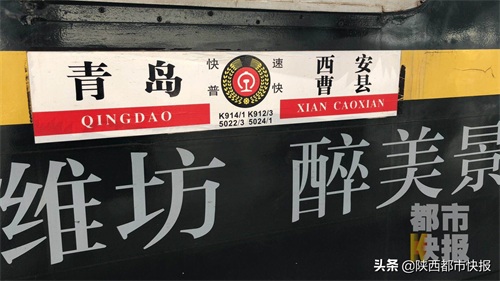 青岛
快 速
普 快
西安
曹县
QINGDAO
K914/1 K912/3
5022/3 5024/1
XIAN CAOXIAN
潍坊 醉美景
都市
快报
头条 @陕西都市快报